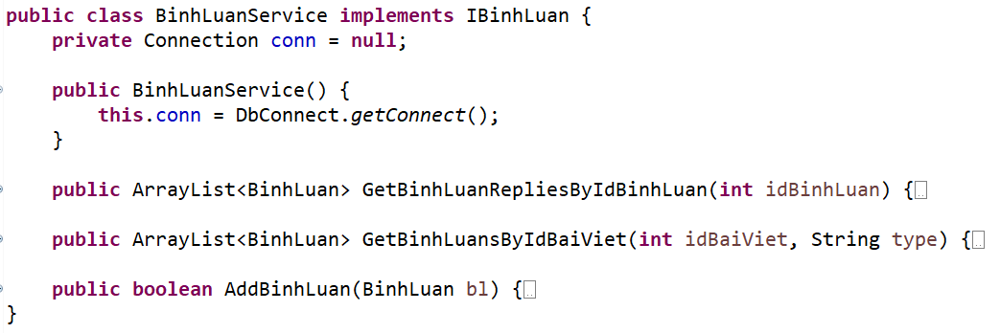 public class BinhLuanService implements IBinhLuan {
    private Connection conn = null;

    public BinhLuanService() {
        this.conn = DbConnect.getConnect();
    }

    public ArrayList<BinhLuan> GetBinhLuanRepliesByIdBinhLuan(int idBinhLuan) {..

    public ArrayList<BinhLuan> GetBinhLuansByIdBaiViet(int idBaiViet, String type) {..

    public boolean AddBinhLuan(BinhLuan bl) {..
}